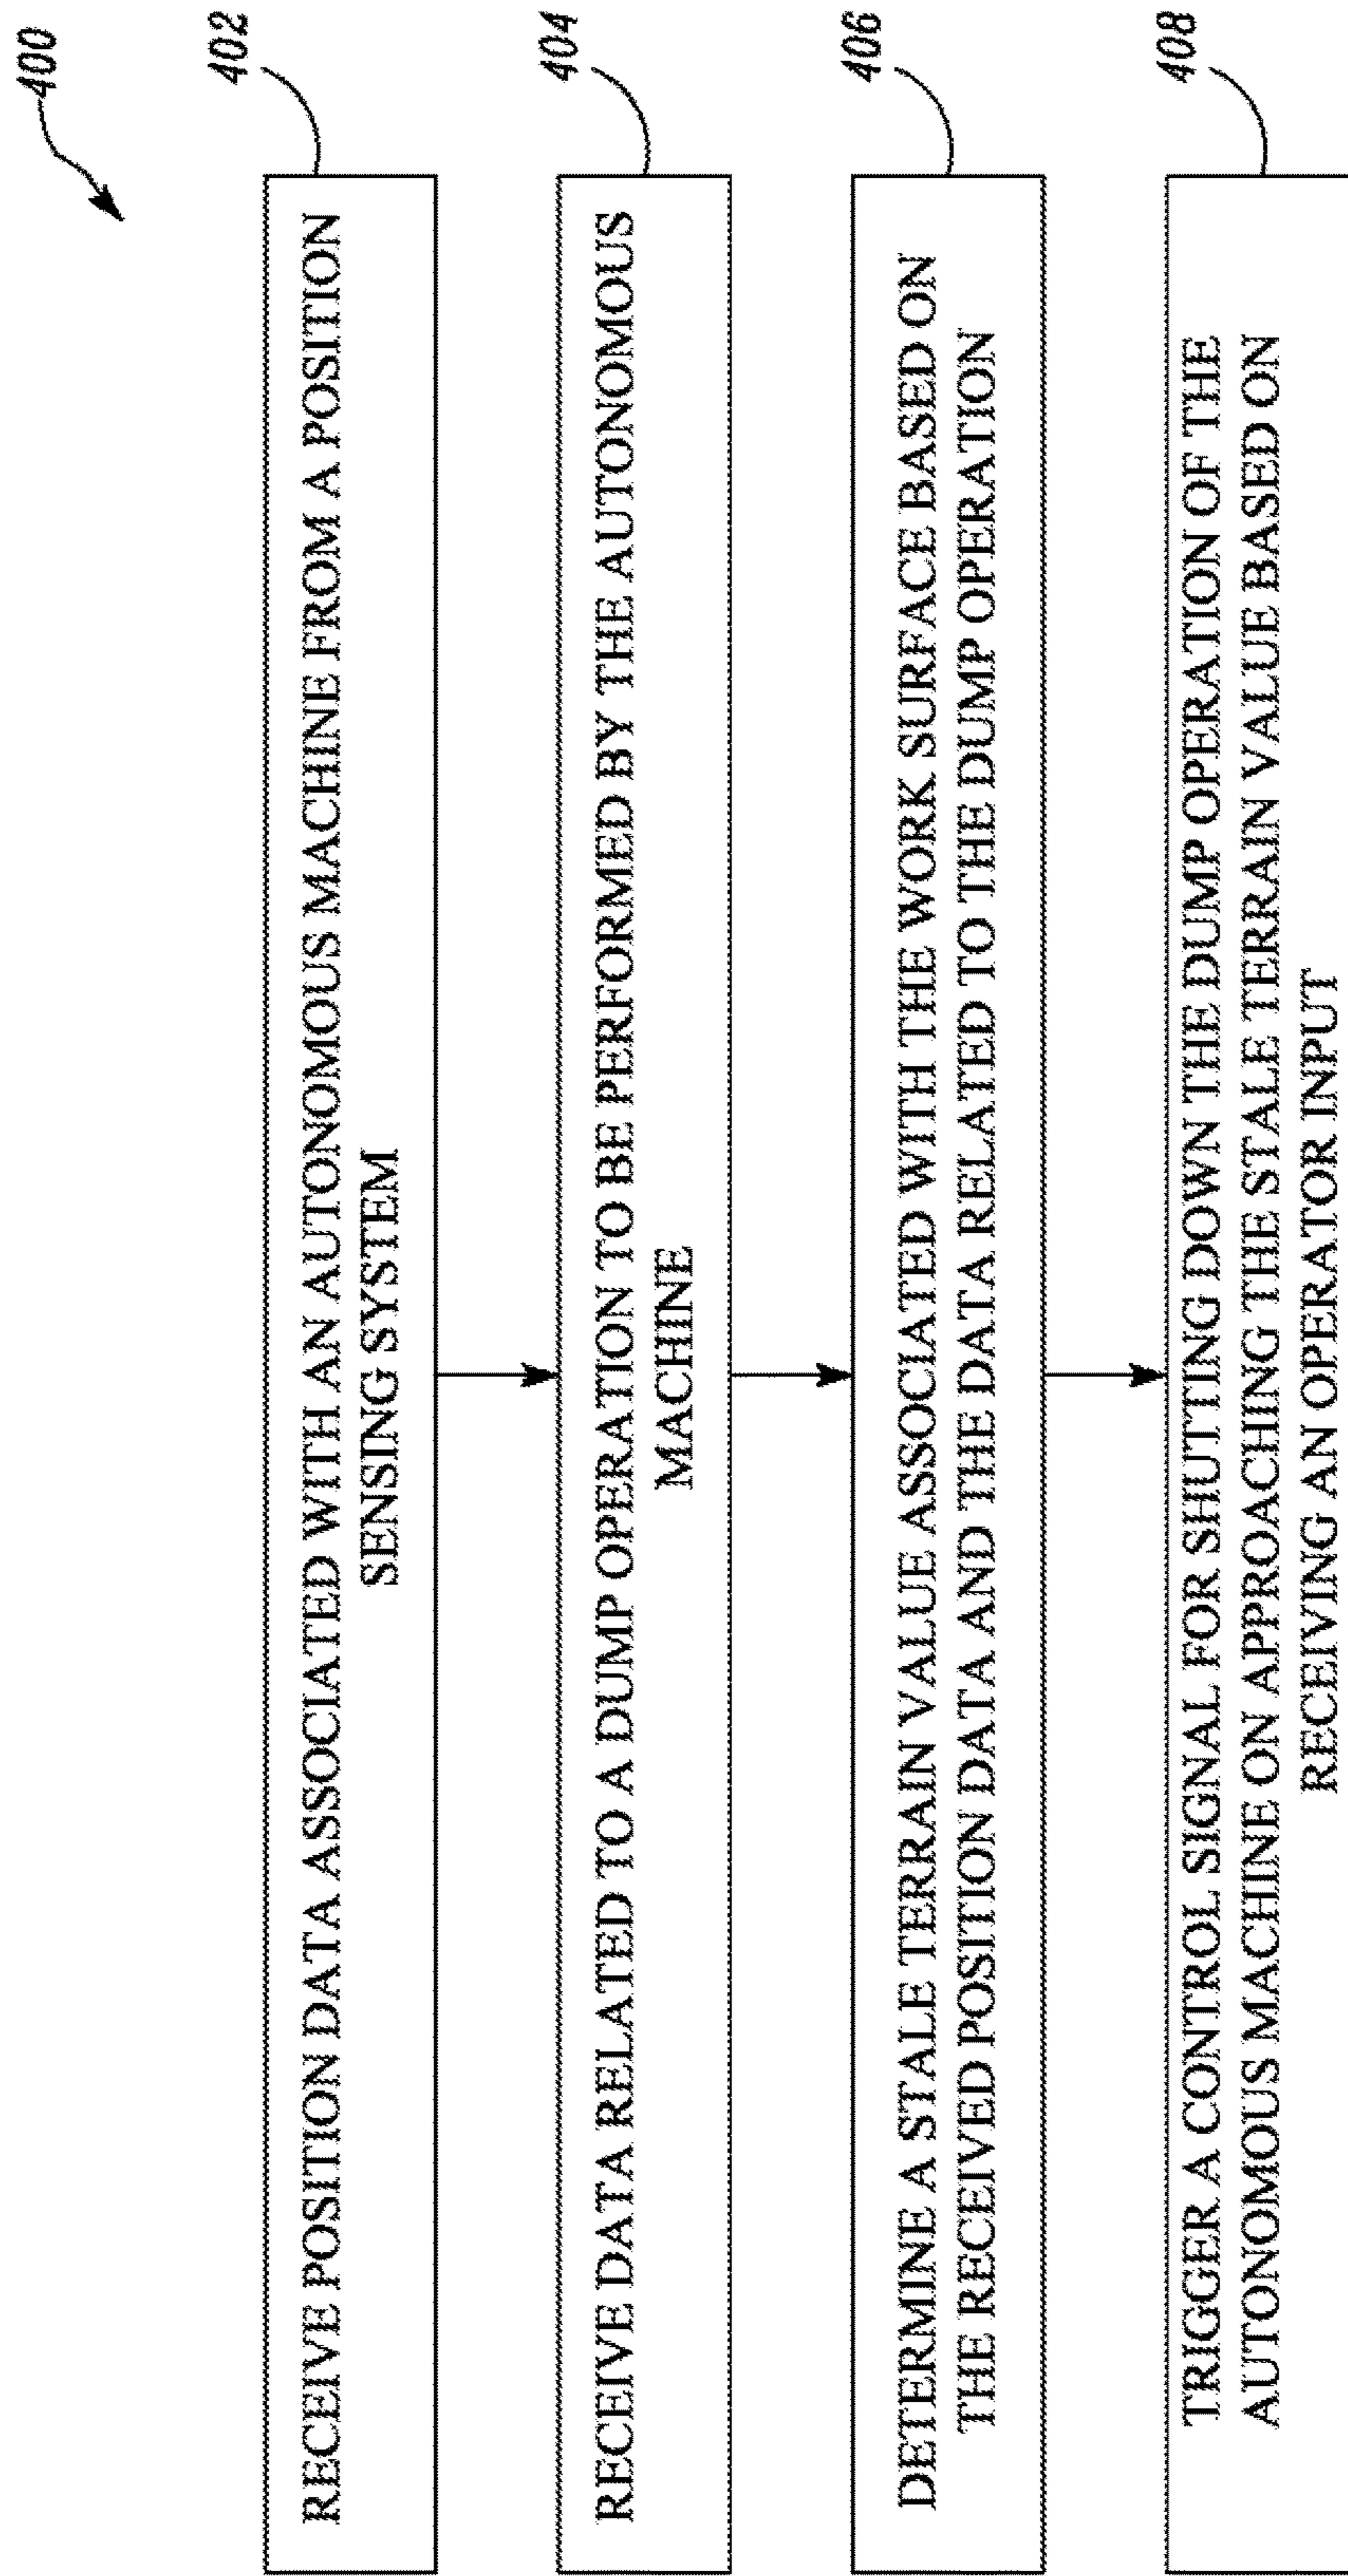 400
402
RECEIVE POSITION DATA ASSOCIATED WITH AN AUTONOMOUS MACHINE FROM A POSITION
SENSING SYSTEM
404
RECEIVE DATA RELATED TO A DUMP OPERATION TO BE PERFORMED BY THE AUTONOMOUS
MACHINE
406
DETERMINE A STALE TERRAIN VALUE ASSOCIATED WITH THE WORK SURFACE BASED ON
THE RECEIVED POSITION DATA AND THE DATA RELATED TO THE DUMP OPERATION
408
TRIGGER A CONTROL SIGNAL FOR SHUTTING DOWN THE DUMP OPERATION OF THE
AUTONOMOUS MACHINE ON APPROACHING THE STALE TERRAIN VALUE BASED ON
RECEIVING AN OPERATOR INPUT